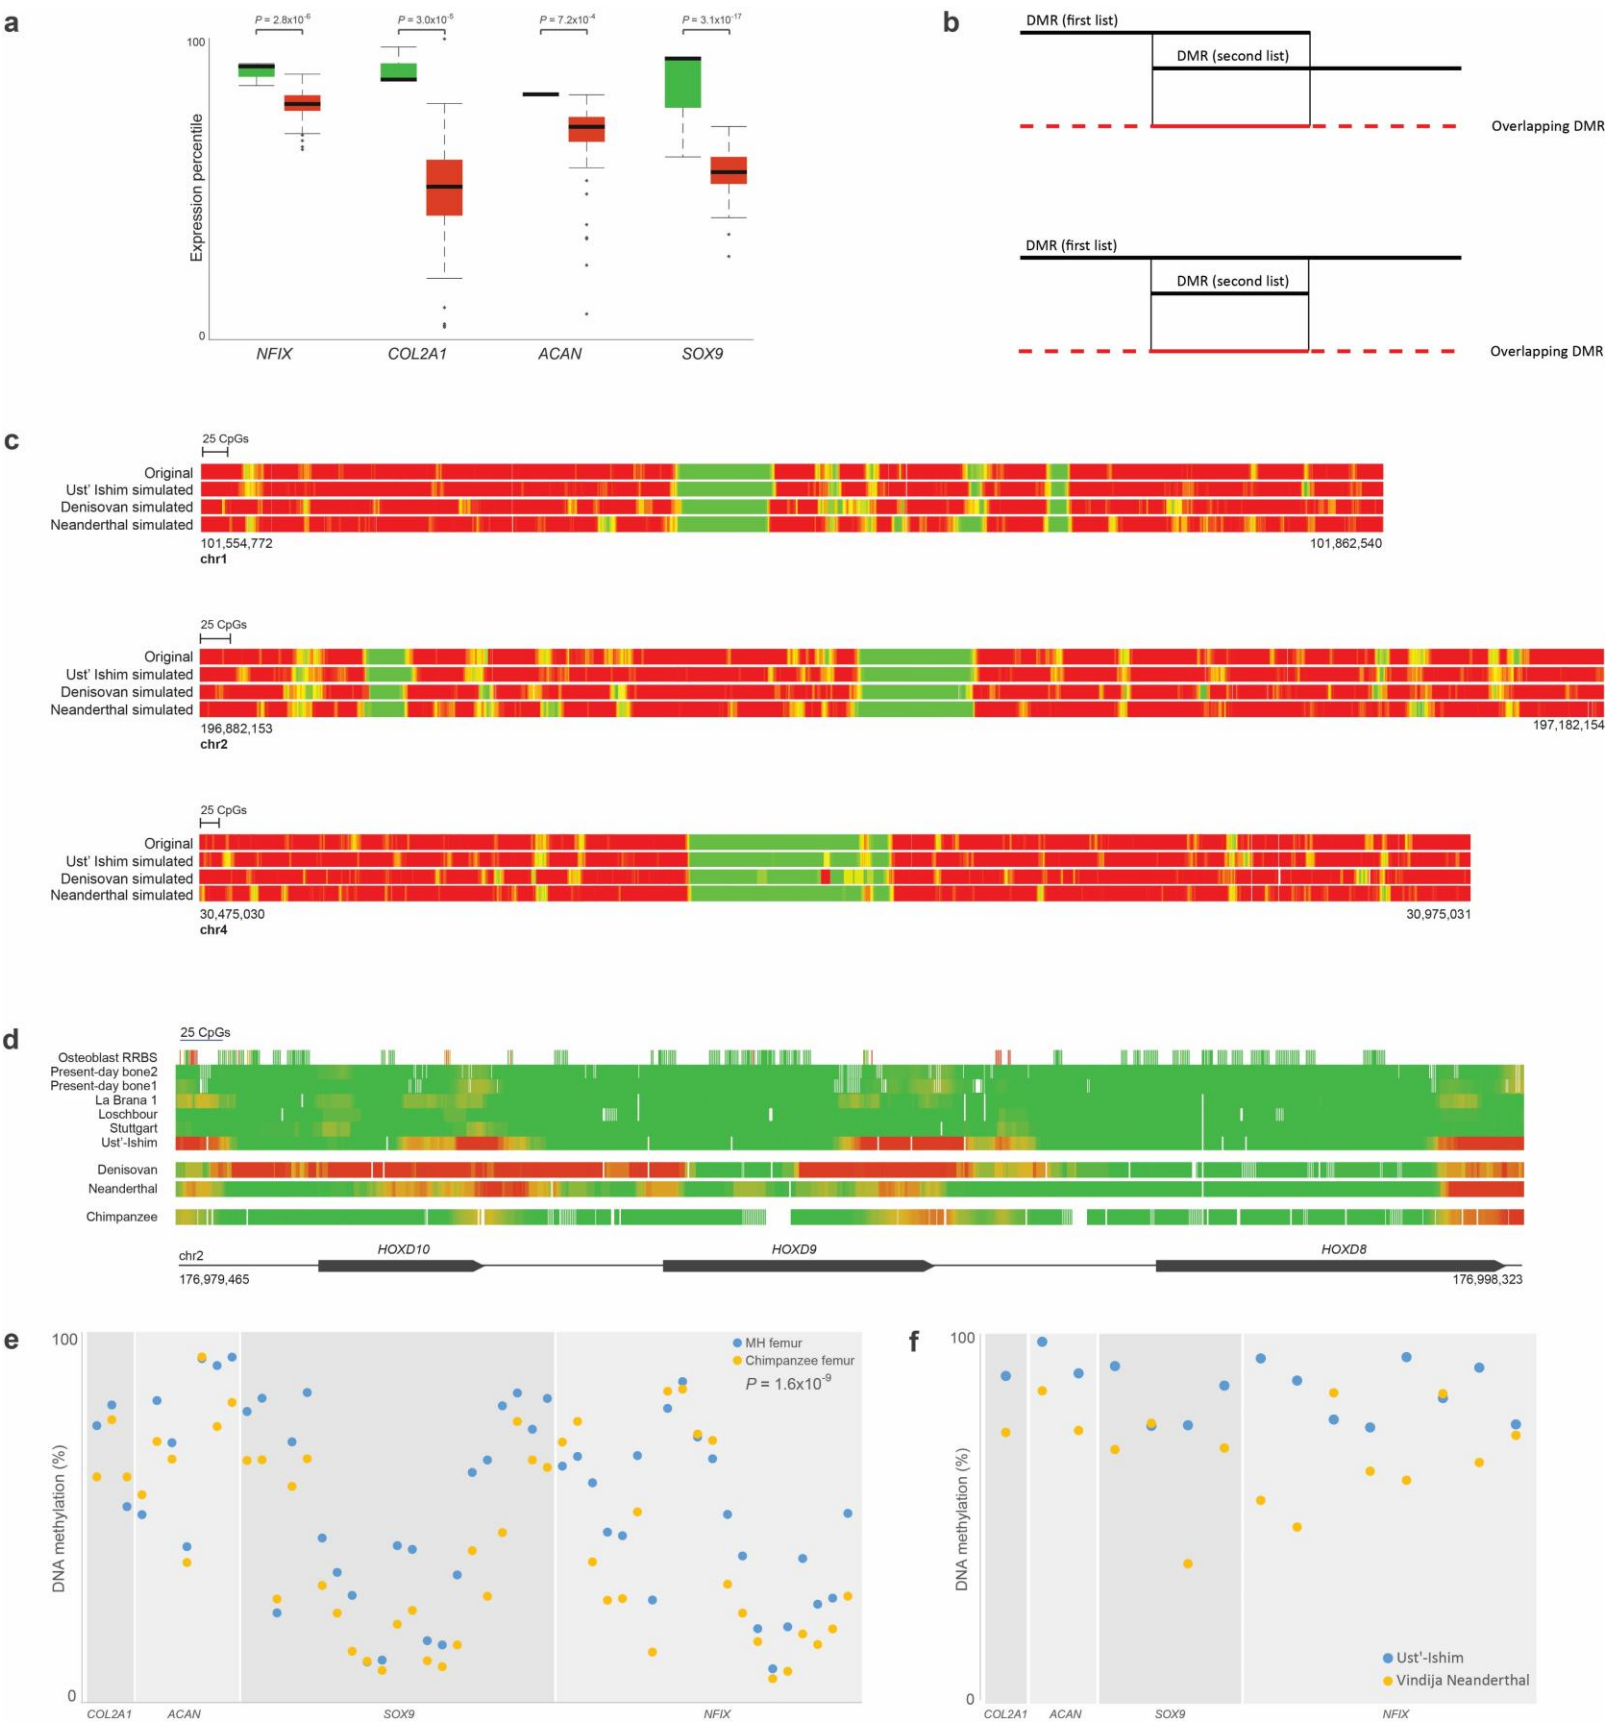 a
P = 2.8x10-6
P = 3.0x10-5
P = 7.2x10-4
P = 3.1x10-17
100
Expression percentile
0
NFIX
COL2A1
ACAN
SOX9
b
DMR (first list)
DMR (second list)
Overlapping DMR
DMR (first list)
DMR (second list)
Overlapping DMR
c
25 CpGs
Original
Ust' Ishim simulated
Denisovan simulated
Neanderthal simulated
101,554,772
101,862,540
chr1
25 CpGs
Original
Ust' Ishim simulated
Denisovan simulated
Neanderthal simulated
196,882,153
197,182,154
chr2
25 CpGs
Original
Ust' Ishim simulated
Denisovan simulated
Neanderthal simulated
30,475,030
30,975,031
chr4
d
25 CpGs
Osteoblast RRBS
Present-day bone2
Present-day bone1
La Brana 1
Loschbour
Stuttgart
Ust'-Ishim
Denisovan
Neanderthal
Chimpanzee
chr2
HOXD10
HOXD9
HOXD8
176,979,465
176,998,323
e
100
DNA methylation (%)
0
MH femur
Chimpanzee femur
P = 1.6x10-9
COL2A1
ACAN
SOX9
NFIX
f
100
DNA methylation (%)
0
Ust'-Ishim
Vindija Neanderthal
COL2A1
ACAN
SOX9
NFIX